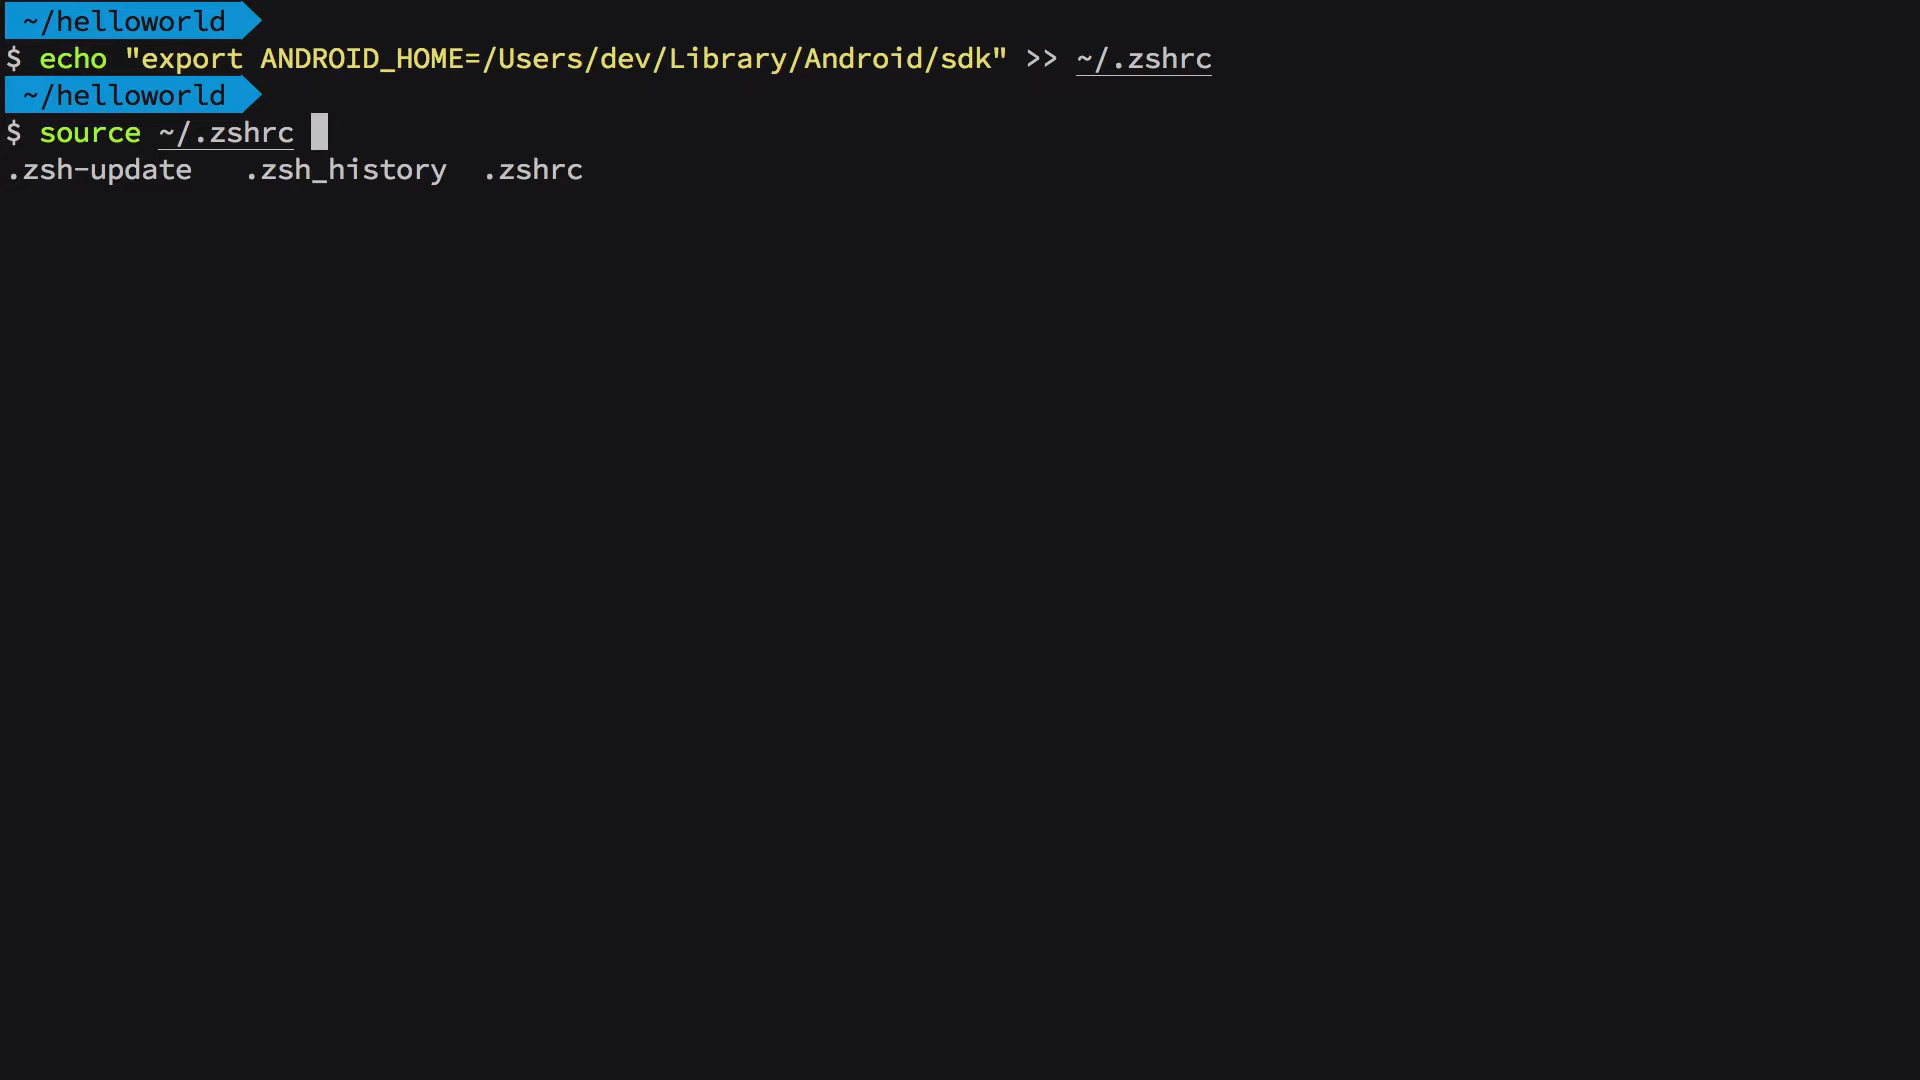 ~/helloworld
$ echo "export ANDROID_HOME=/Users/dev/Library/Android/sdk" >> ~/.zshrc
~/helloworld
$ source ~/.zshrc
.zsh-update   .zsh_history  .zshrc